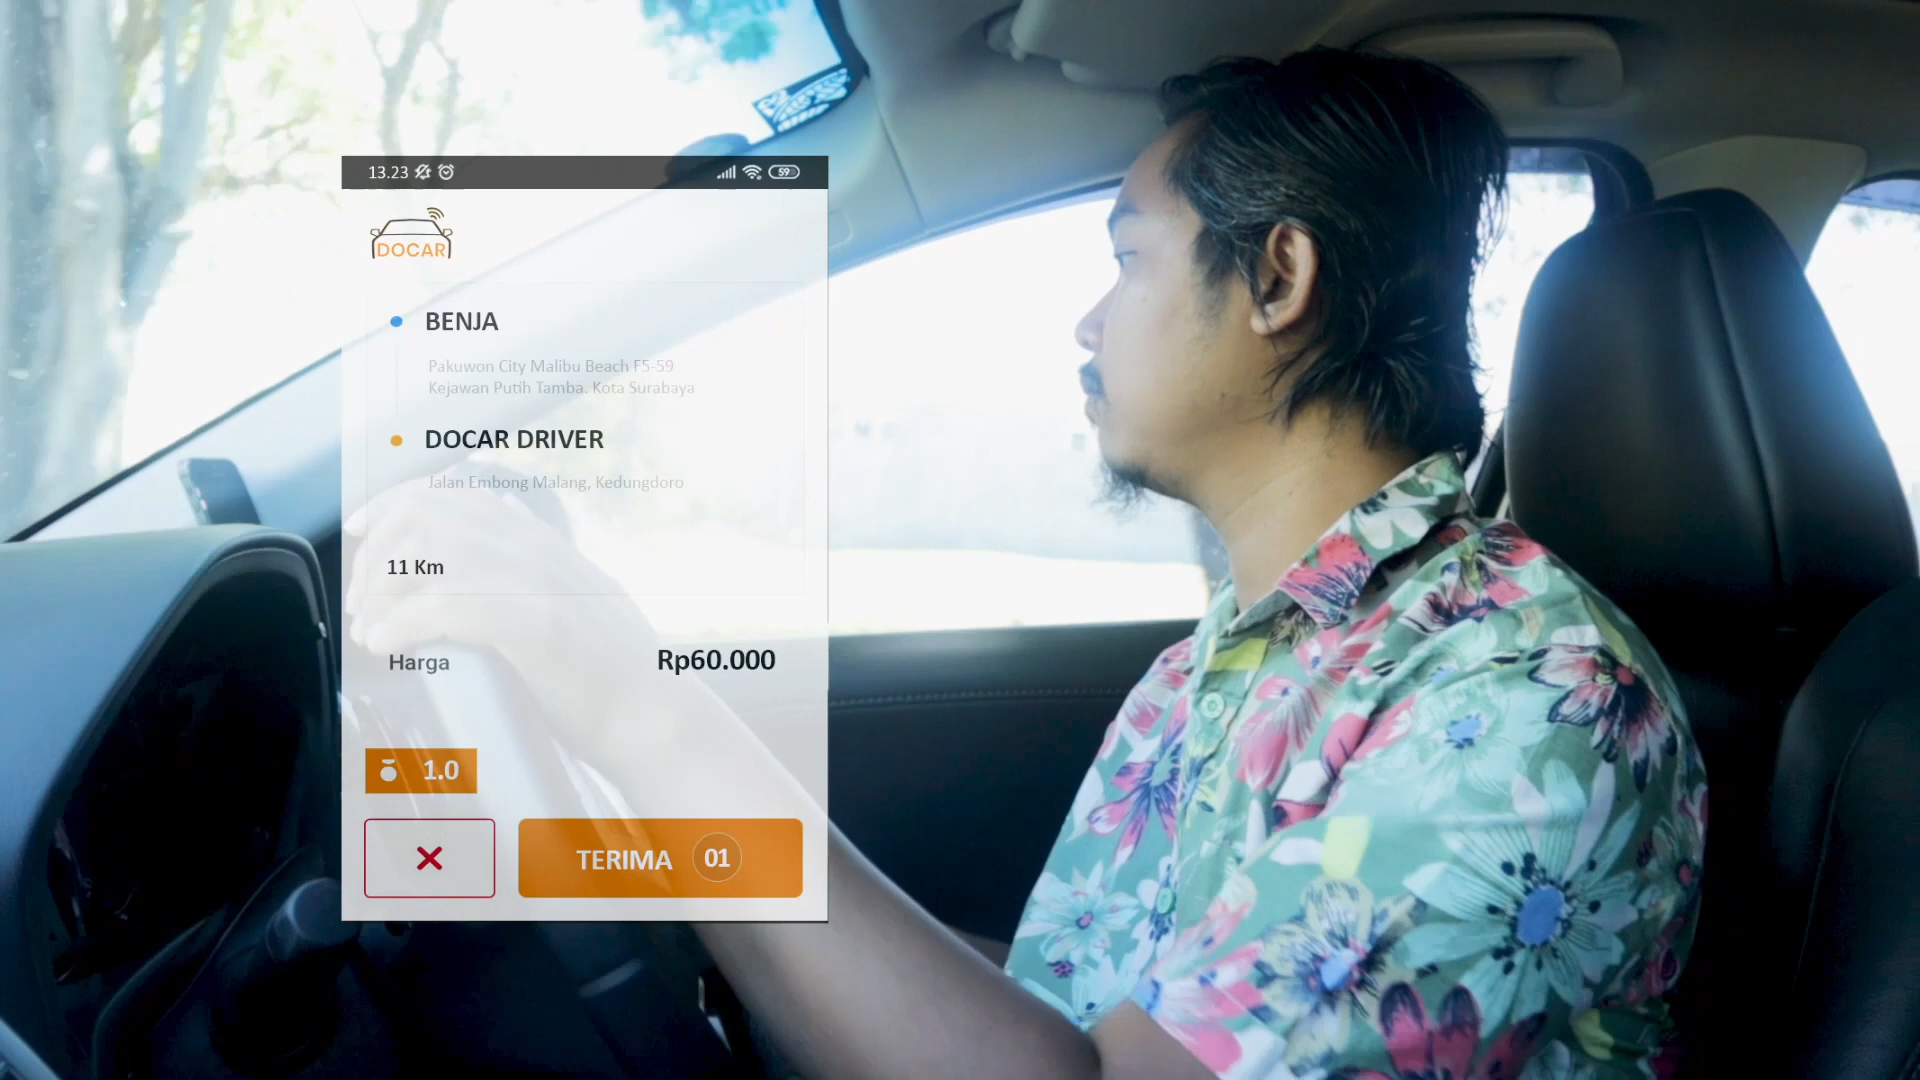 13.23
59
DOCAR
BENJA
Pakuwon City Malibu Beach F5-59
Kejawan Putih Tamba. Kota Surabaya
DOCAR DRIVER
Jalan Embong Malang, Kedungdoro
11 Km
Harga Rp60.000
1.0
TERIMA 01